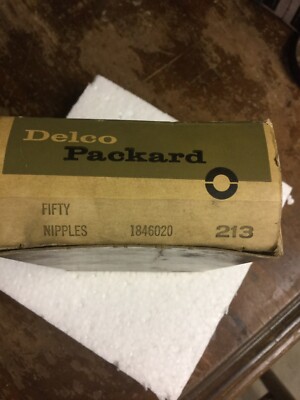 Delco
Packard
FIFTY
NIPPLES 1846020 213